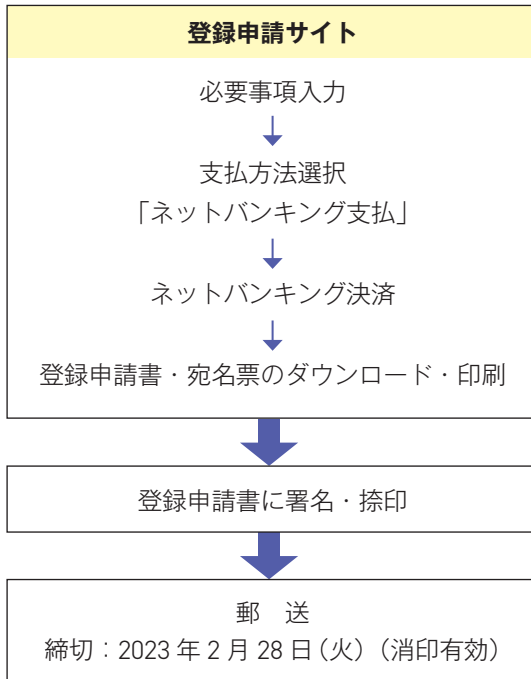 登録申請サイト
必要事項入力
支払方法選択
「ネットバンキング支払」
ネットバンキング決済
登録申請書・宛名票のダウンロード・印刷
登録申請書に署名・捺印
郵　送
締切：2023 年 2 月 28 日（火）（消印有効）